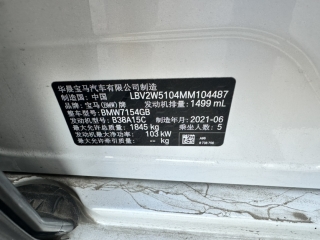 华晨宝马汽车有限公司制造
制造国：中国 LBV2W5104MM104487
品牌：宝马(BMW)牌 发动机排量：1499 mL
整车型号：BMW7154GB
发动机型号：B38A15C 制造年月：2021-06
最大允许总质量：1845 kg 乘坐人数：5
发动机最大净功率：103 kW
最大允许牵引质量：-- kg